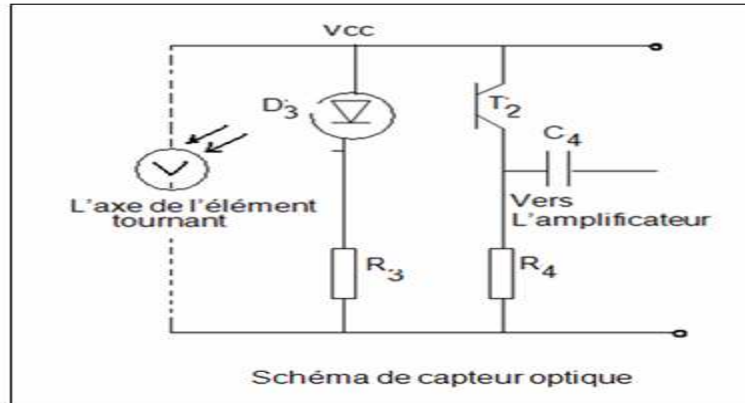 Vcc
D3
T2
C4
L'axe de l'élément
tournant
Vers
L'amplificateur
R3
R4
Schéma de capteur optique